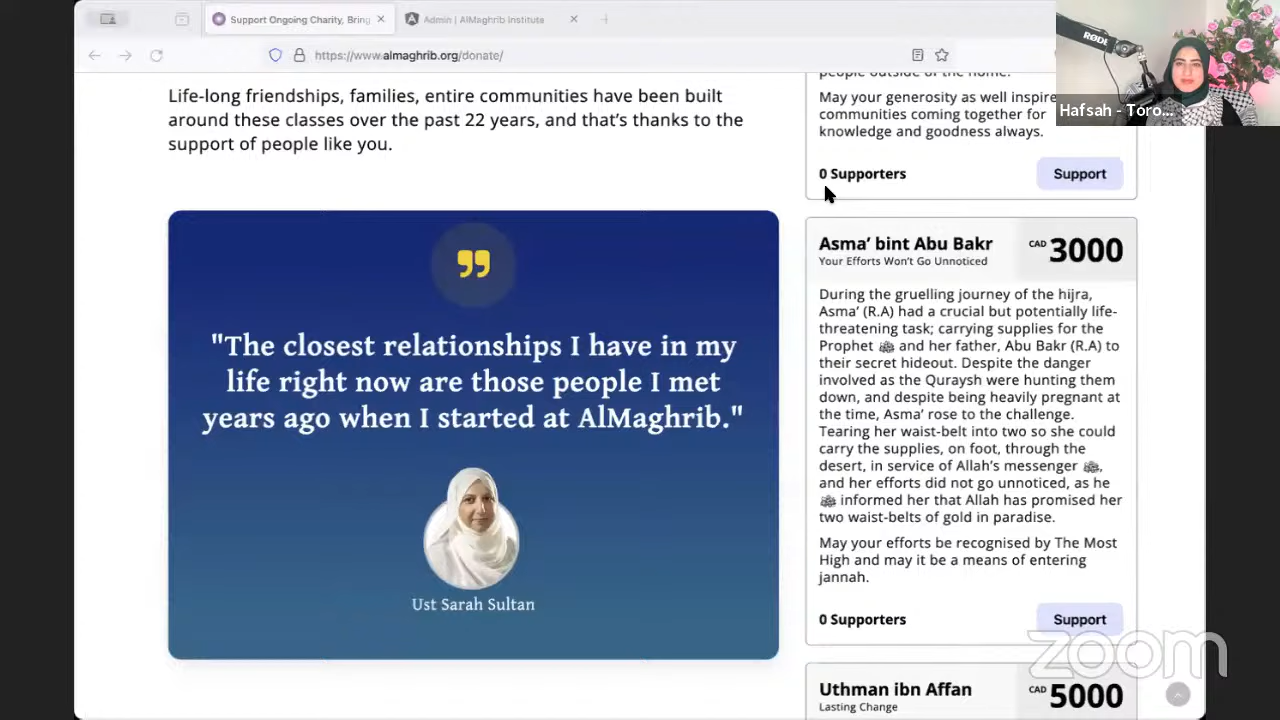 Support Ongoing Charity, Bring
Admin | AlMaghrib Institute
https://www.almaghrib.org/donate/
RØDE
Hafsah - Toro...
Life-long friendships, families, entire communities have been built
around these classes over the past 22 years, and that's thanks to the
support of people like you.
"The closest relationships I have in my
life right now are those people I met
years ago when I started at AlMaghrib."
Ust Sarah Sultan
people outside of the home.
May your generosity as well inspire
communities coming together for
knowledge and goodness always.
0 Supporters
Support
Asma' bint Abu Bakr
CAD 3000
Your Efforts Won't Go Unnoticed
During the gruelling journey of the hijra,
Asma' (R.A) had a crucial but potentially life-
threatening task; carrying supplies for the
Prophet ﷺ and her father, Abu Bakr (R.A) to
their secret hideout. Despite the danger
involved as the Quraysh were hunting them
down, and despite being heavily pregnant at
the time, Asma' rose to the challenge.
Tearing her waist-belt into two so she could
carry the supplies, on foot, through the
desert, in service of Allah's messenger ﷺ,
and her efforts did not go unnoticed, as he
ﷺ informed her that Allah has promised her
two waist-belts of gold in paradise.
May your efforts be recognised by The Most
High and may it be a means of entering
jannah.
0 Supporters
Support
zoom
Uthman ibn Affan
CAD 5000
Lasting Change